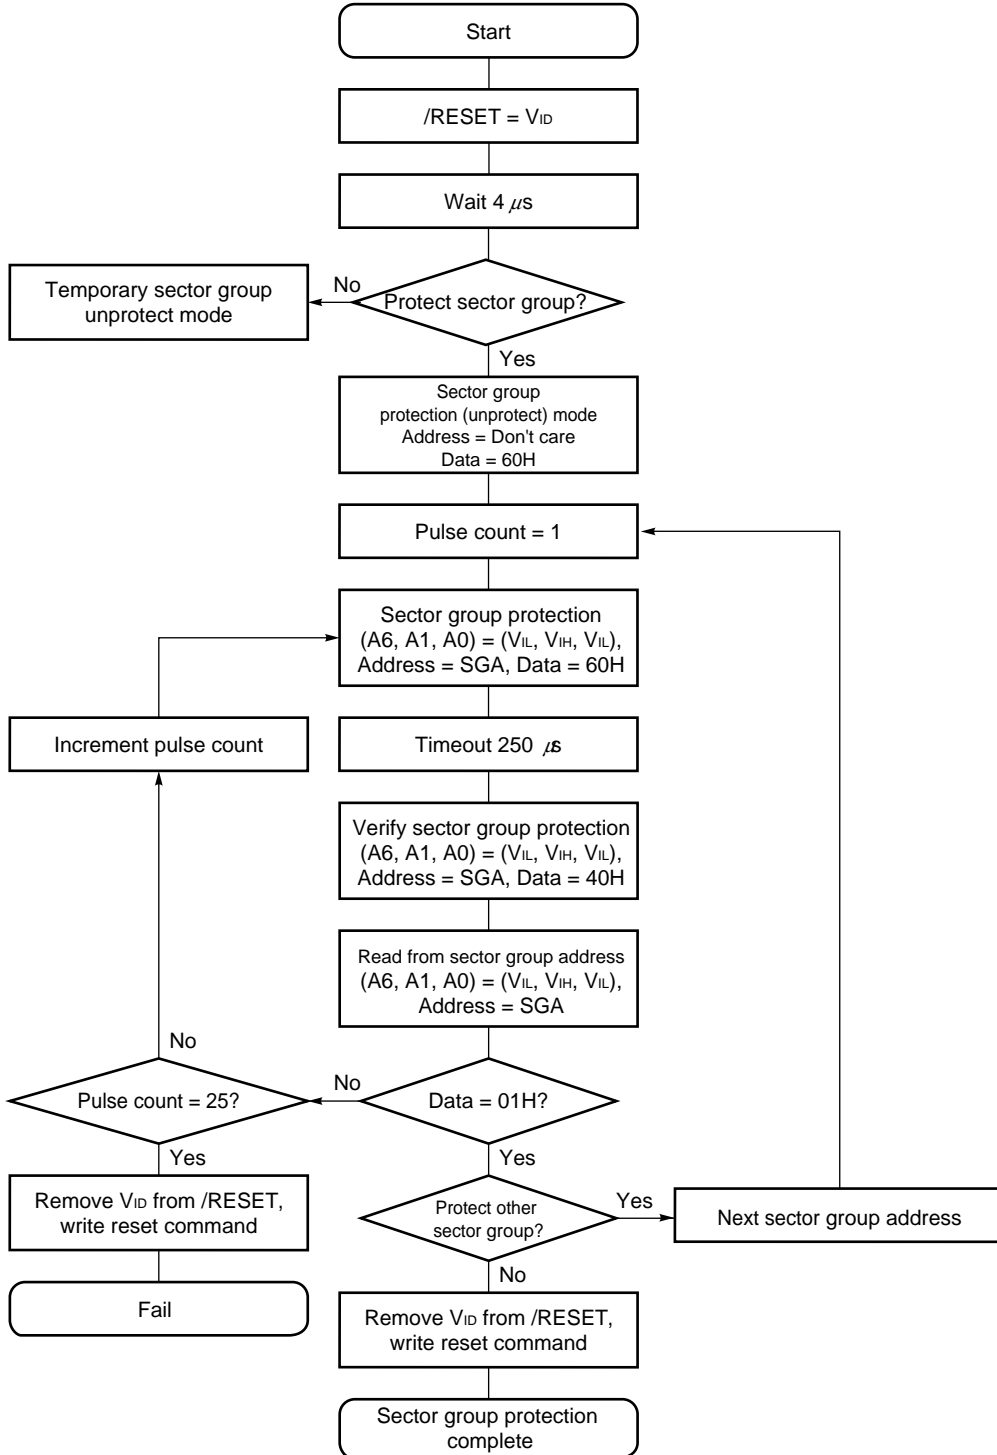 Start
/RESET = VID
Wait 4 μs
No
Temporary sector group
unprotect mode
Protect sector group?
Yes
Sector group
protection (unprotect) mode
Address = Don't care
Data = 60H
Pulse count = 1
Sector group protection
(A6, A1, A0) = (VIL, VIH, VIL),
Address = SGA, Data = 60H
Increment pulse count
Timeout 250 μs
Verify sector group protection
(A6, A1, A0) = (VIL, VIH, VIL),
Address = SGA, Data = 40H
Read from sector group address
(A6, A1, A0) = (VIL, VIH, VIL),
Address = SGA
No
Pulse count = 25?
No
Data = 01H?
Yes
Yes
Remove VID from /RESET,
write reset command
Protect other
sector group?
Yes
Next sector group address
No
Fail
Remove VID from /RESET,
write reset command
Sector group protection
complete